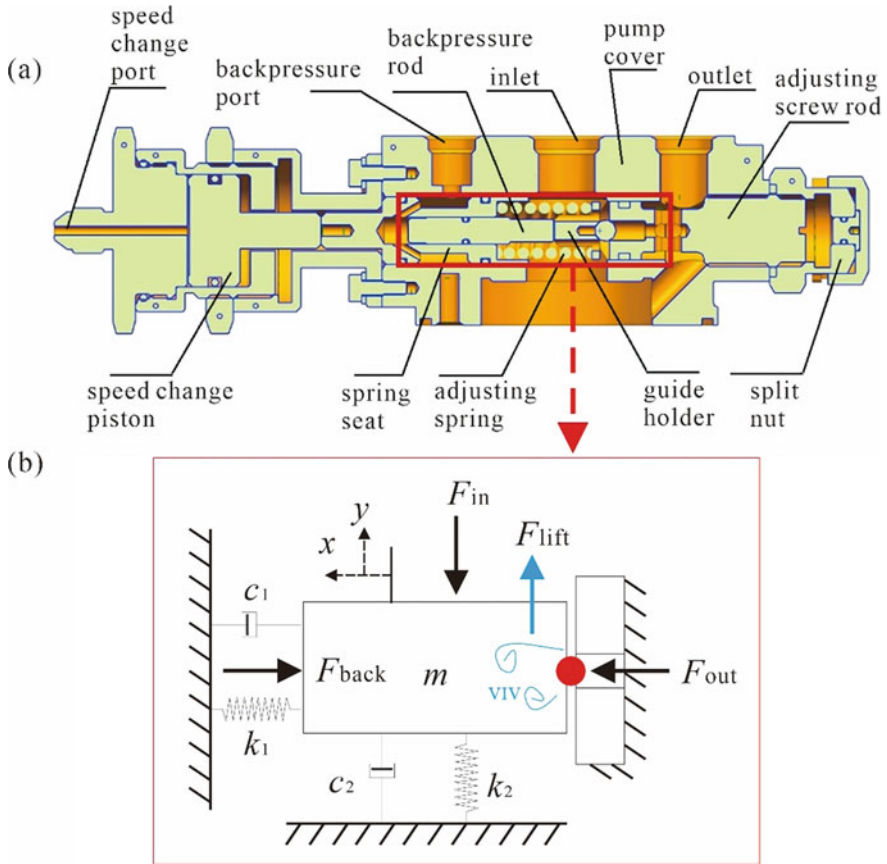 (a)
speed
change
port
backpressure
port
backpressure
rod
inlet
pump
cover
outlet
adjusting
screw rod
speed change
piston
spring
seat
adjusting
spring
guide
holder
split
nut
(b)
F_in
y
F_lift
x
c_1
F_back
m
VIV
F_out
k_1
c_2
k_2